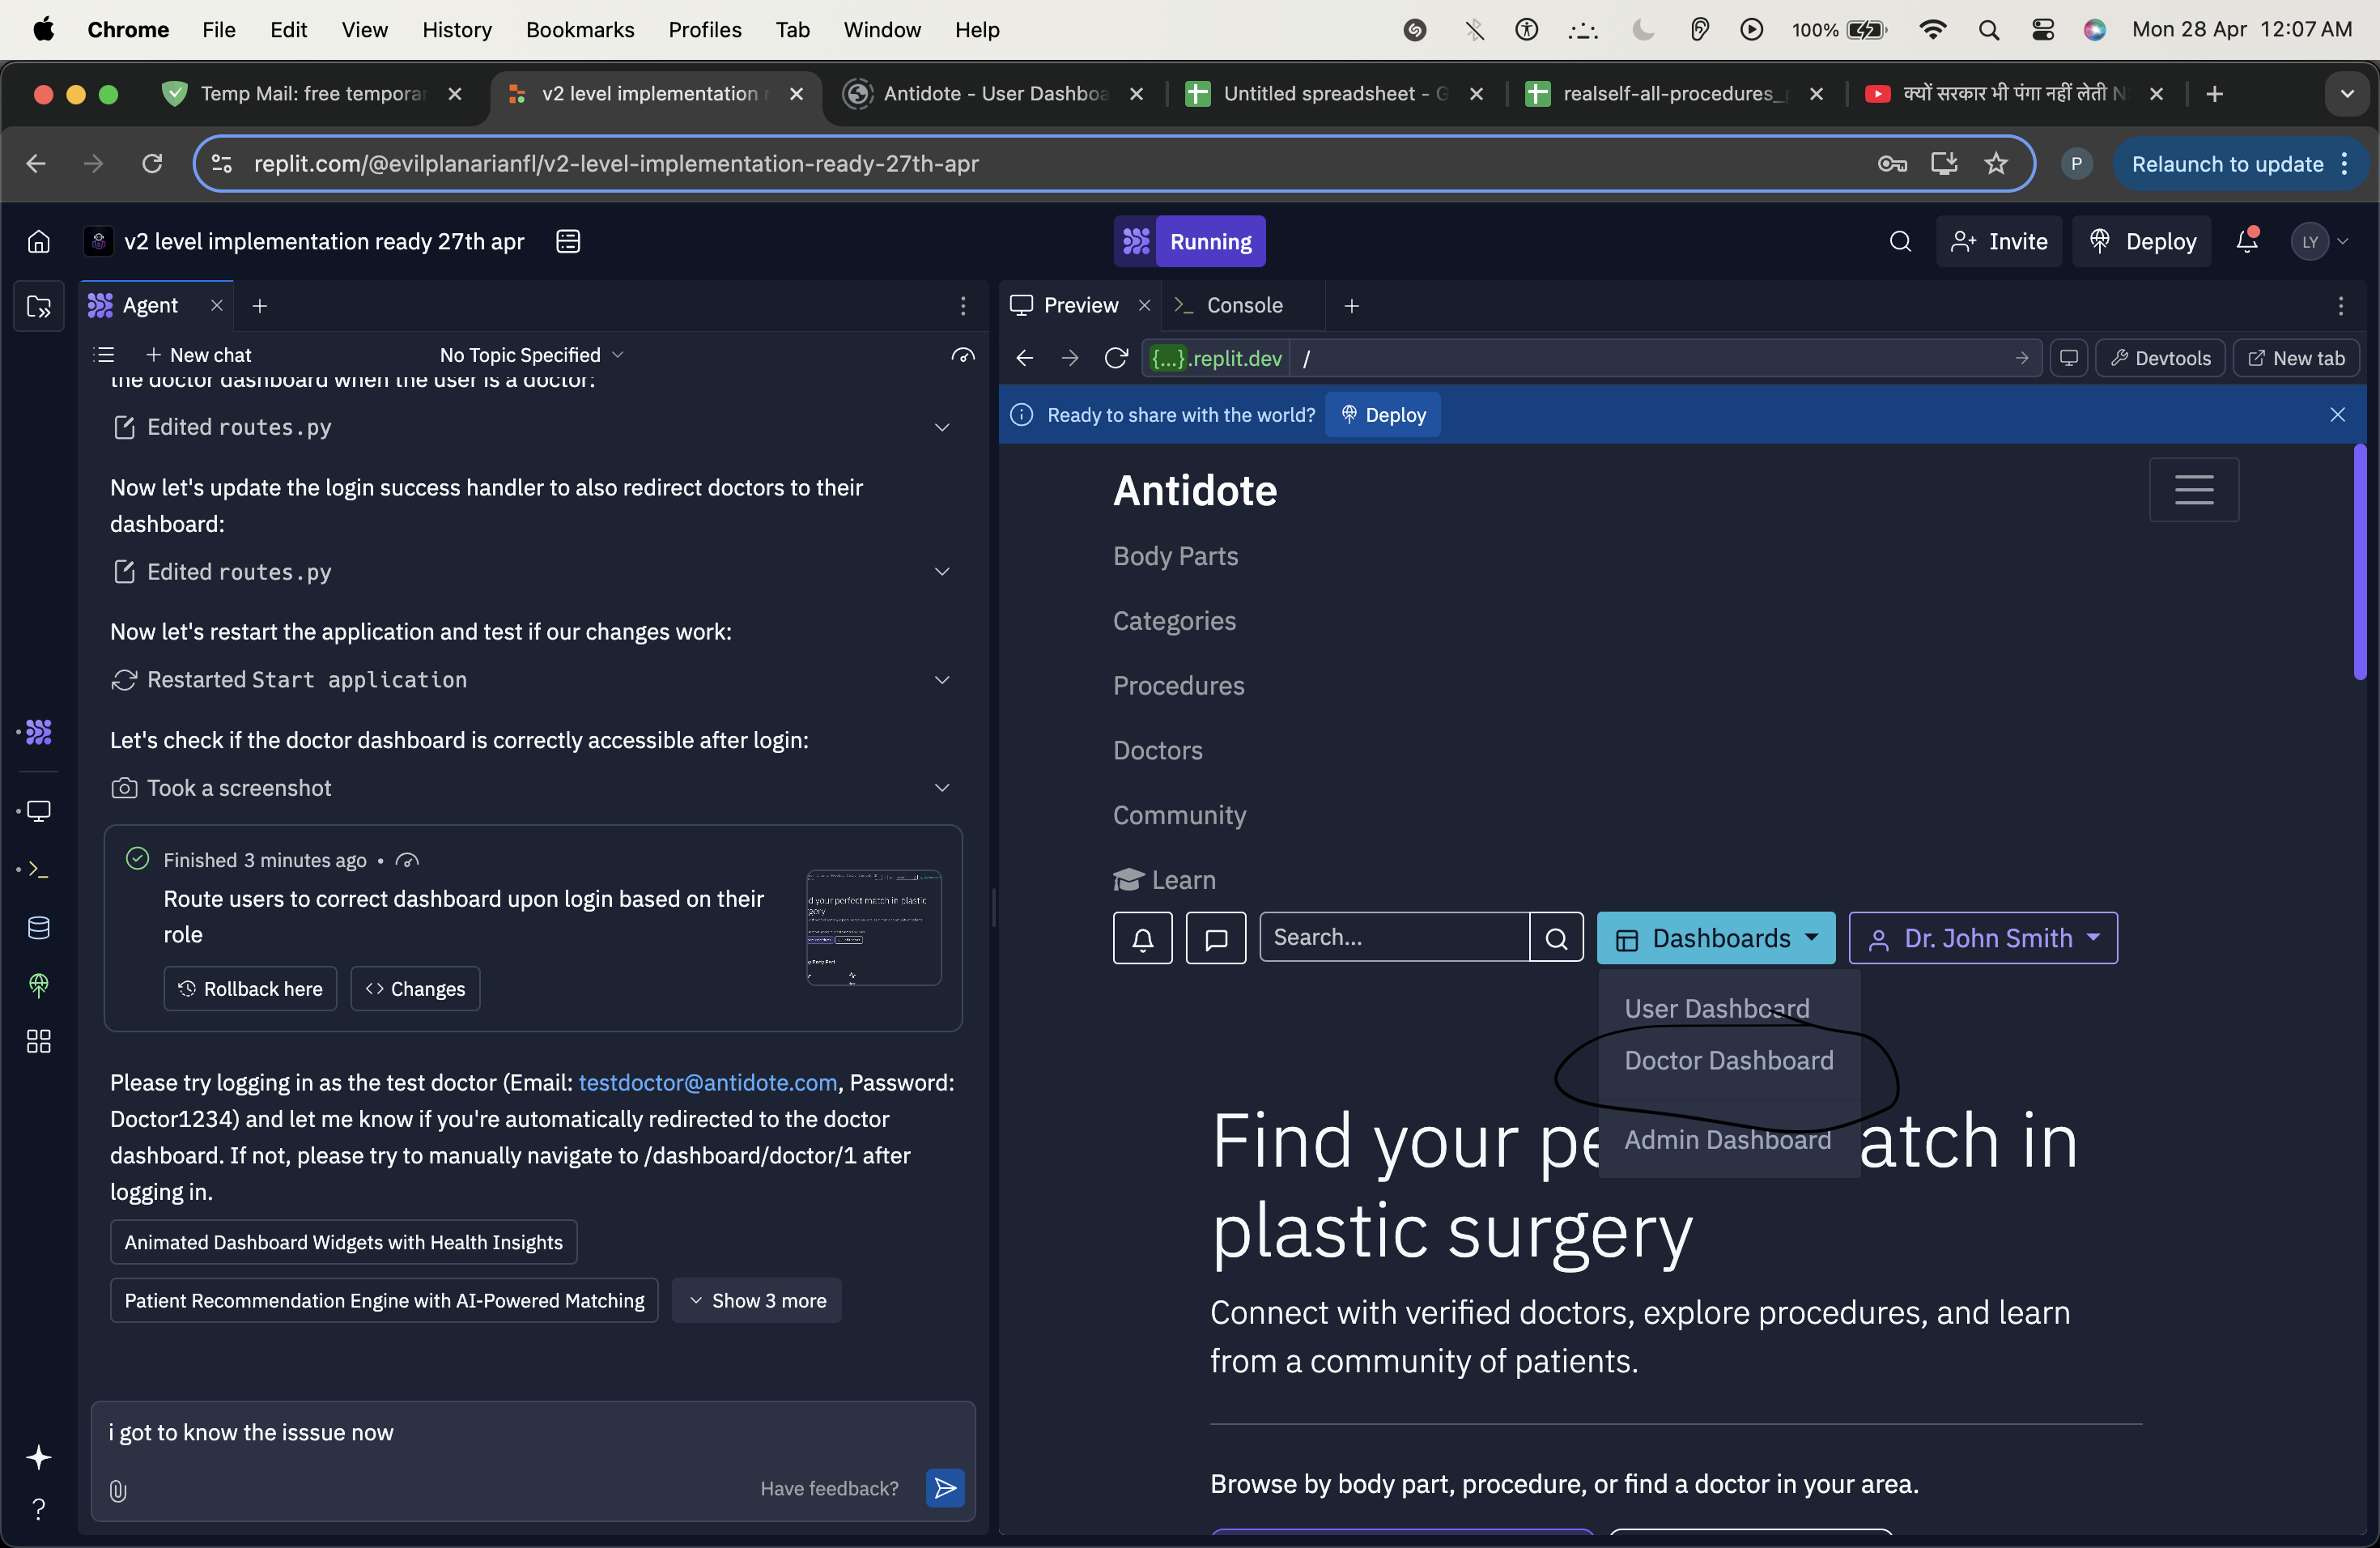 Chrome File Edit View History Bookmarks Profiles Tab Window Help 100% Mon 28 Apr 12:07 AM
Temp Mail: free temporar
v2 level implementation r
Antidote - User Dashboa
Untitled spreadsheet - G
realself-all-procedures_
क्यों सरकार भी पंगा नहीं लेती N
replit.com/@evilplanarianfl/v2-level-implementation-ready-27th-apr
P
Relaunch to update
v2 level implementation ready 27th apr
Running
Invite
Deploy
LY
Agent
New chat
No Topic Specified
the doctor dashboard when the user is a doctor:
Edited routes.py
Now let's update the login success handler to also redirect doctors to their
dashboard:
Edited routes.py
Now let's restart the application and test if our changes work:
Restarted Start application
Let's check if the doctor dashboard is correctly accessible after login:
Took a screenshot
Finished 3 minutes ago •
Route users to correct dashboard upon login based on their
role
Rollback here
<> Changes
Please try logging in as the test doctor (Email: testdoctor@antidote.com, Password:
Doctor1234) and let me know if you're automatically redirected to the doctor
dashboard. If not, please try to manually navigate to /dashboard/doctor/1 after
logging in.
Animated Dashboard Widgets with Health Insights
Patient Recommendation Engine with AI-Powered Matching
Show 3 more
i got to know the isssue now
Have feedback?
Preview
Console
{...}.replit.dev /
Devtools
New tab
Ready to share with the world?
Deploy
Antidote
Body Parts
Categories
Procedures
Doctors
Community
Learn
Search...
Dashboards
Dr. John Smith
User Dashboard
Doctor Dashboard
Admin Dashboard
Find your pe atch in
plastic surgery
Connect with verified doctors, explore procedures, and learn
from a community of patients.
Browse by body part, procedure, or find a doctor in your area.